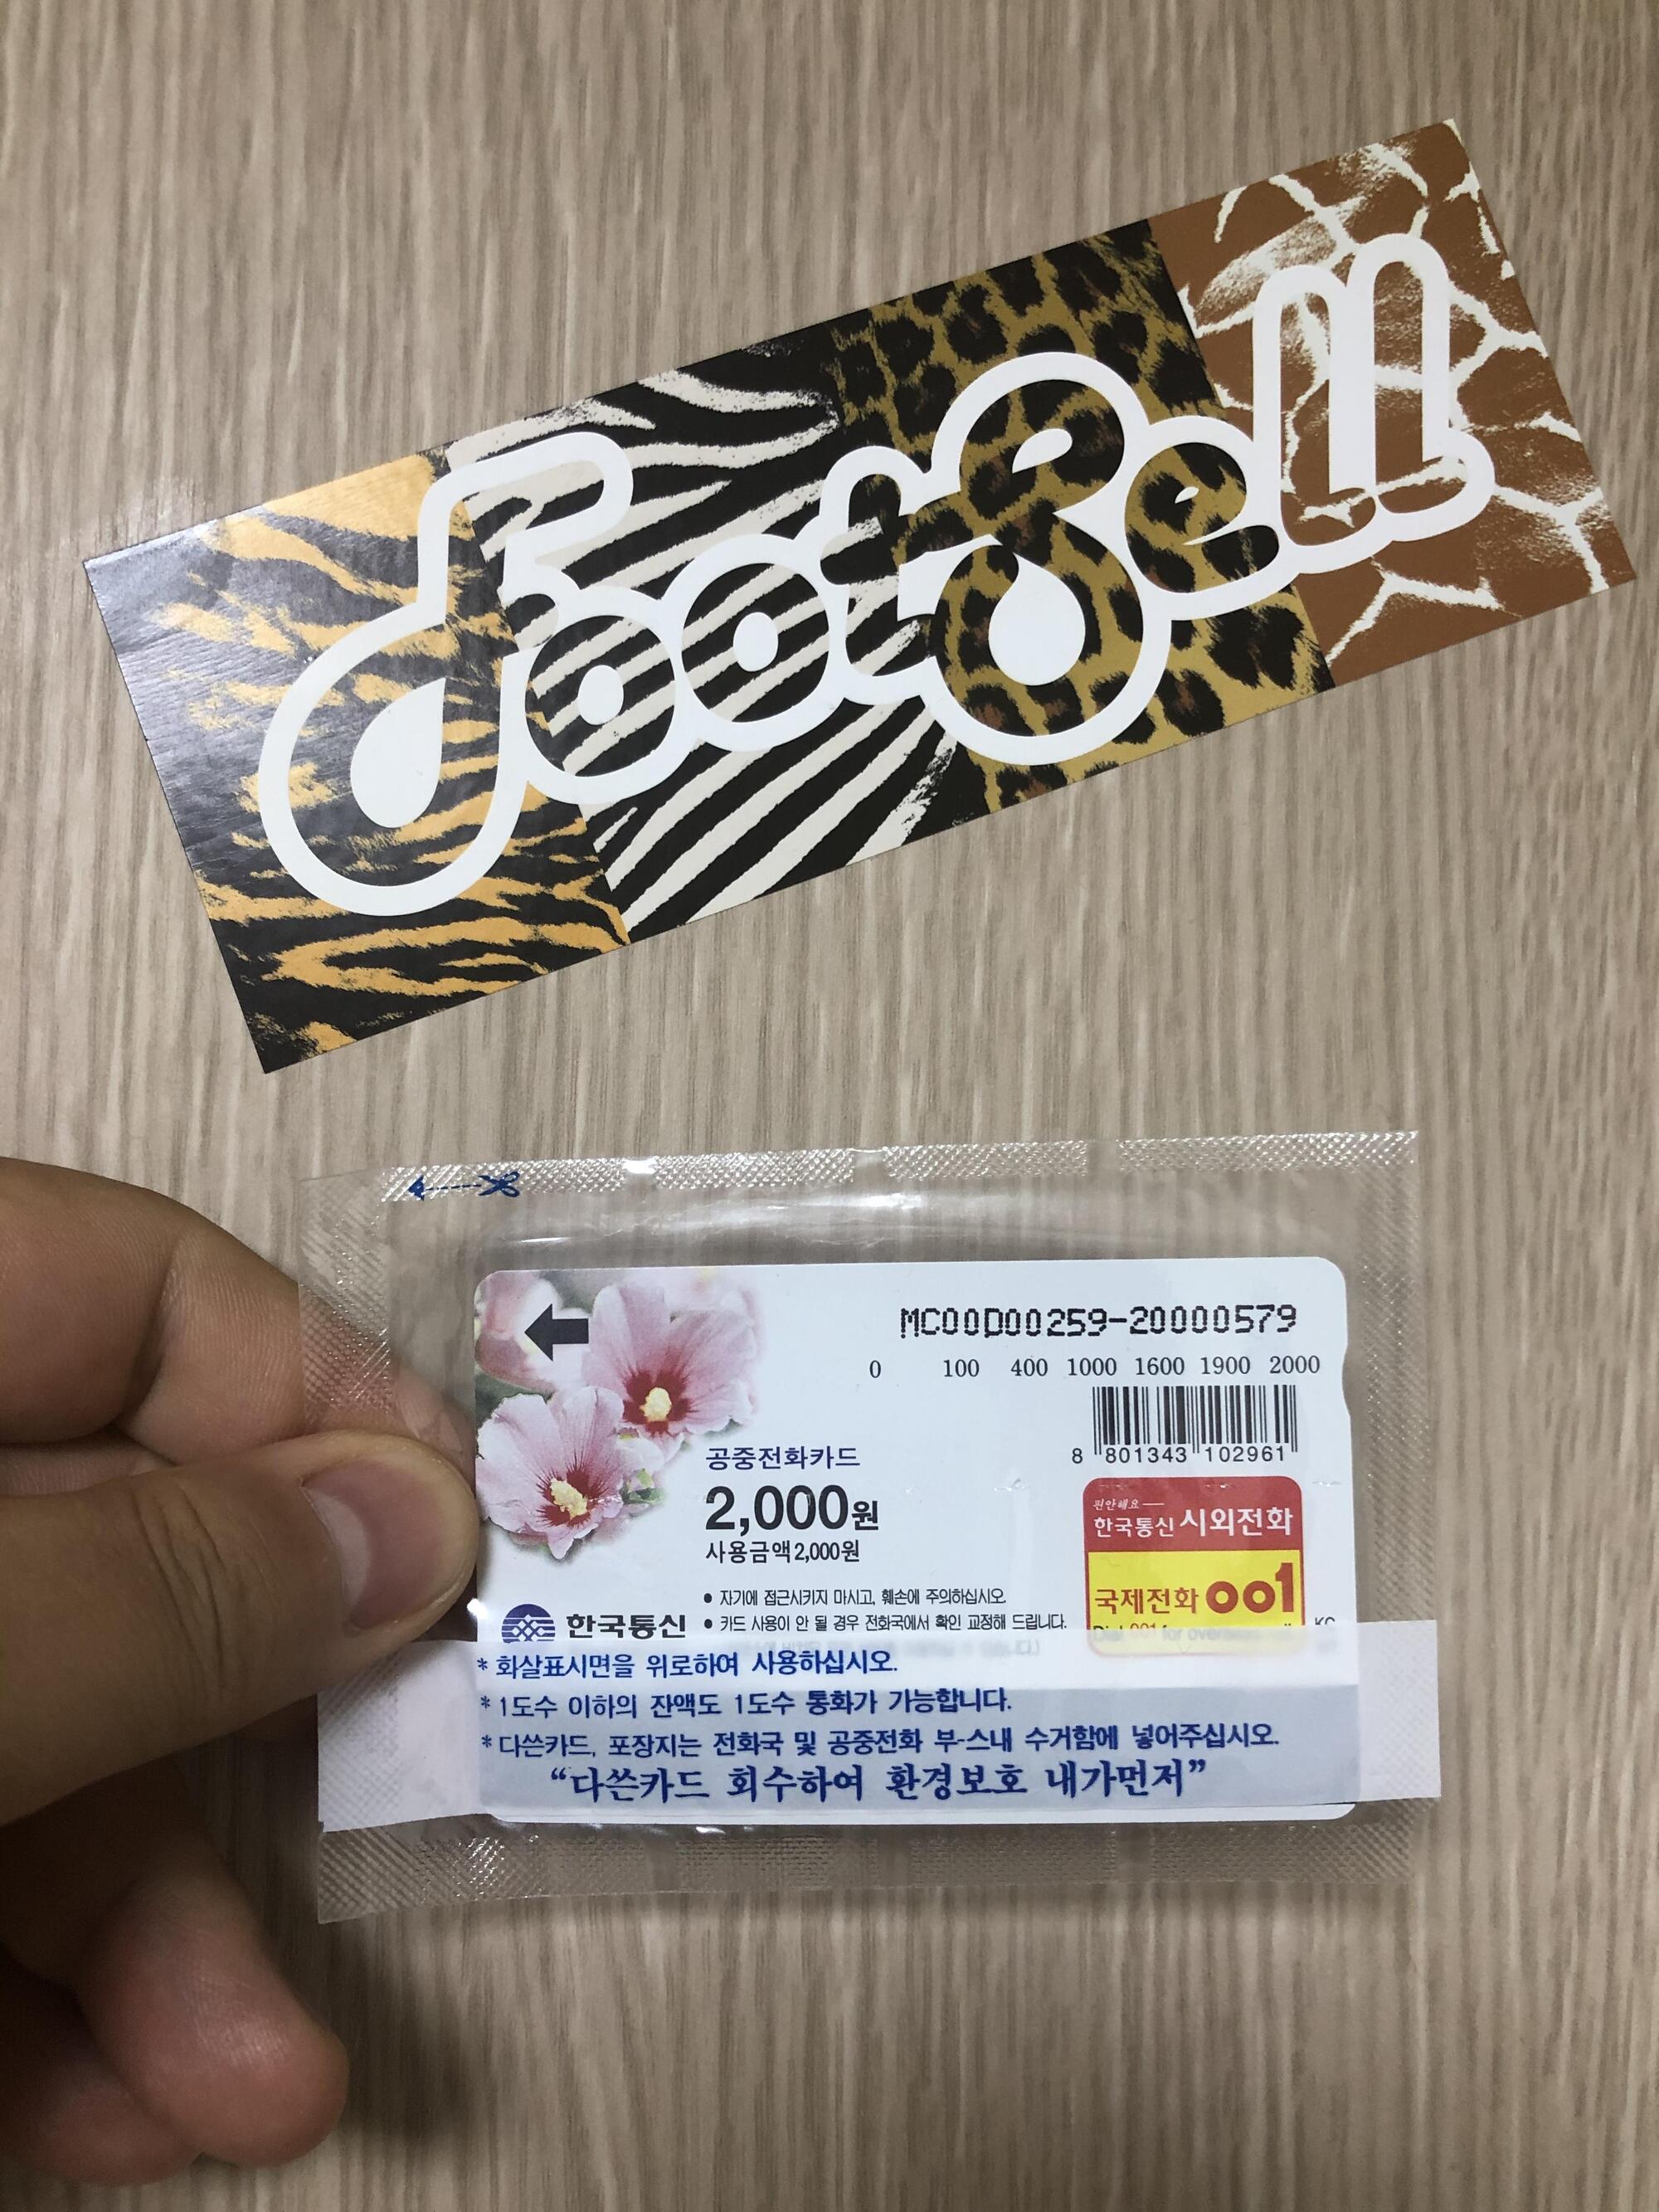 FootBell
MC00D00259-20000579
0 100 400 1000 1600 1900 2000
8 801343 102961
공중전화카드
2,000원
사용금액2,000원
편안해요
한국통신 시외전화
국제전화 001
• 자기에 접근시키지 마시고, 훼손에 주의하십시오.
• 카드 사용이 안 될 경우 전화국에서 확인 교정해 드립니다.
한국통신
Dial 001 for
* 화살표시면을 위로하여 사용하십시오.
* 1도수 이하의 잔액도 1도수 통화가 가능합니다.
* 다쓴카드, 포장지는 전화국 및 공중전화 부-스내 수거함에 넣어주십시오.
“다쓴카드 회수하여 환경보호 내가먼저”